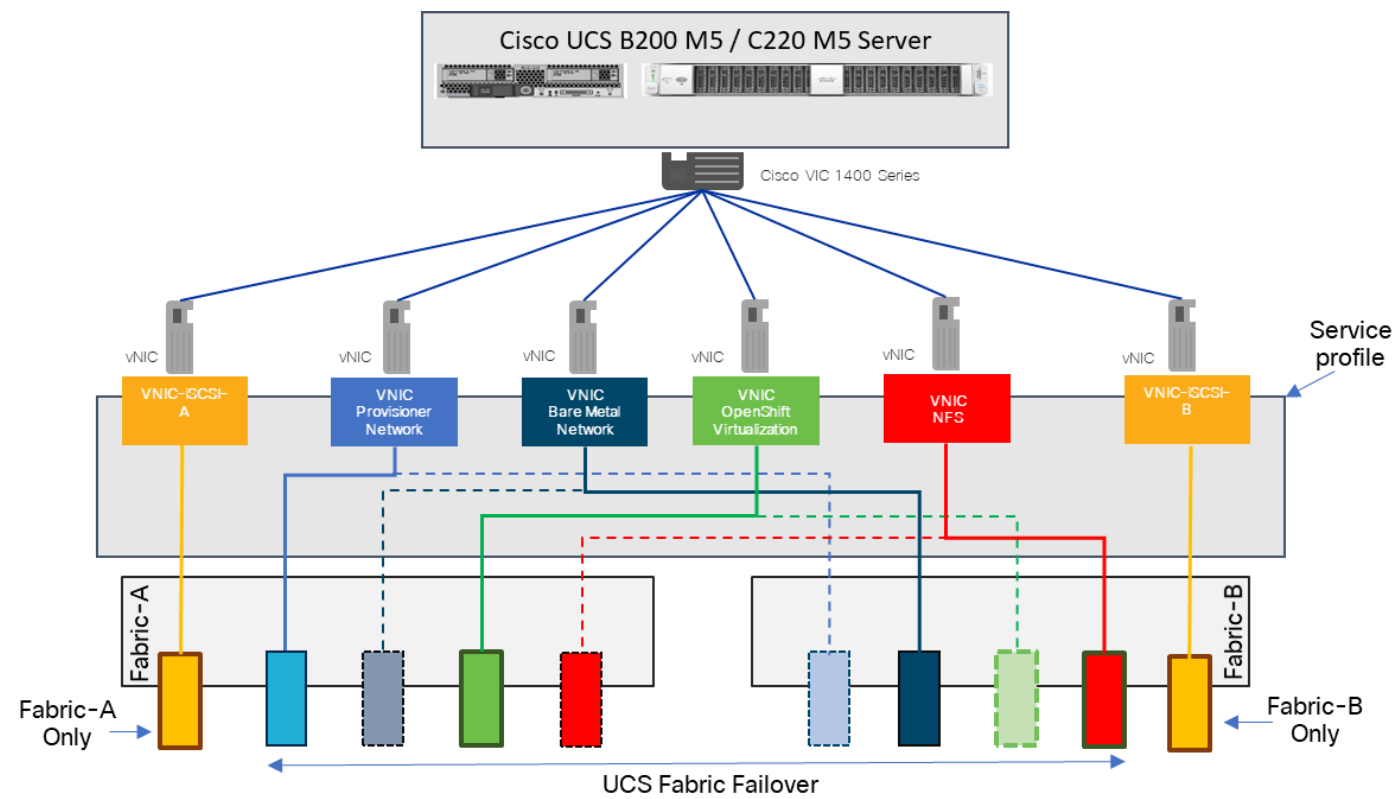 Cisco UCS B200 M5 / C220 M5 Server
Cisco VIC 1400 Series
vNIC
vNIC
vNIC
vNIC
vNIC
vNIC
Service
profile
VNIC-iSCSI-
A
VNIC
Provisioner
Network
VNIC
Bare Metal
Network
VNIC
OpenShift
Virtualization
VNIC
NFS
VNIC-iSCSI-
B
Fabric-A
Fabric-B
Fabric-A
Only
Fabric-B
Only
UCS Fabric Failover